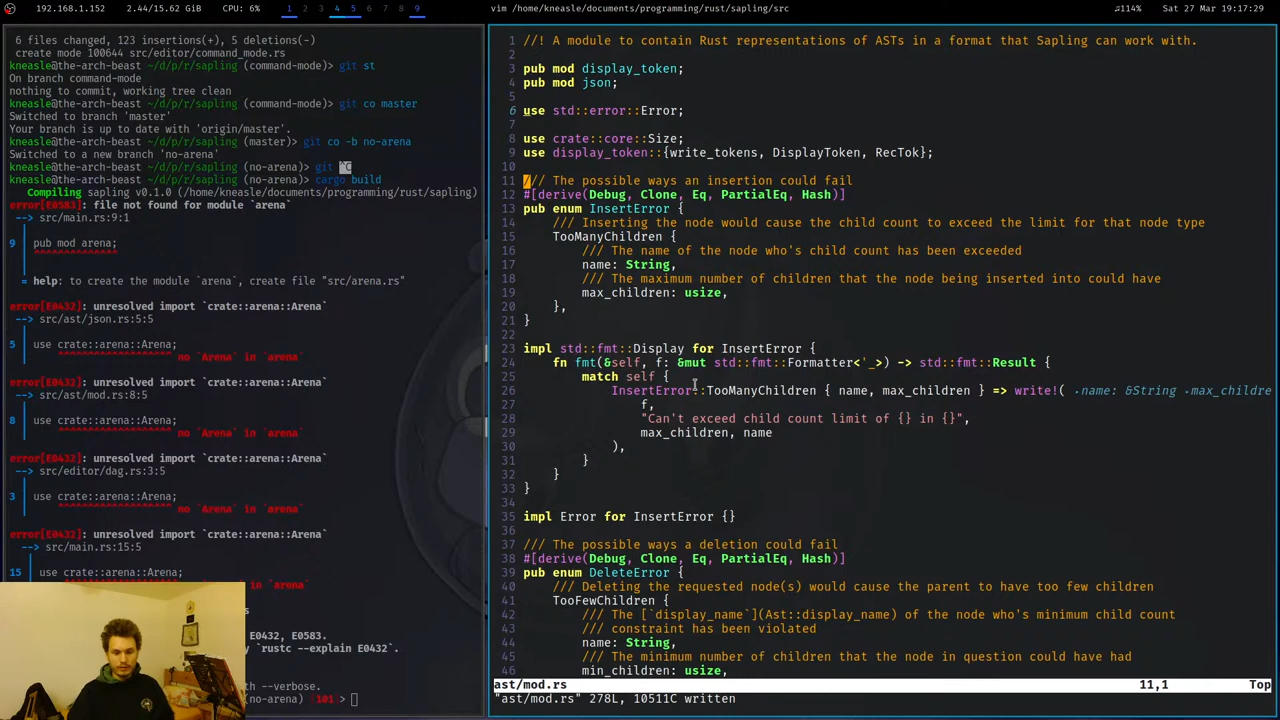 192.168.1.152 2.44/15.62 GiB CPU: 6% 1 2 3 4 5 6 7 8 9
vim /home/kneasle/documents/programming/rust/sapling/src
♫114% Sat 27 Mar 19:17:29
6 files changed, 123 insertions(+), 5 deletions(-)
create mode 100644 src/editor/command_mode.rs
kneasle@the-arch-beast ~/d/p/r/sapling (command-mode)> git st
On branch command-mode
nothing to commit, working tree clean
kneasle@the-arch-beast ~/d/p/r/sapling (command-mode)> git co master
Switched to branch 'master'
Your branch is up to date with 'origin/master'.
kneasle@the-arch-beast ~/d/p/r/sapling (master)> git co -b no-arena
Switched to a new branch 'no-arena'
kneasle@the-arch-beast ~/d/p/r/sapling (no-arena)> git ^C
kneasle@the-arch-beast ~/d/p/r/sapling (no-arena)> cargo build
Compiling sapling v0.1.0 (/home/kneasle/documents/programming/rust/sapling)
error[E0583]: file not found for module `arena`
--> src/main.rs:9:1
9 pub mod arena;
^^^^^^^^^^^^^^
= help: to create the module `arena`, create file "src/arena.rs"
error[E0432]: unresolved import `crate::arena::Arena`
--> src/ast/json.rs:5:5
5 use crate::arena::Arena;
^^^^^^^^^^^^^^^^^^^ no `Arena` in `arena`
error[E0432]: unresolved import `crate::arena::Arena`
--> src/ast/mod.rs:8:5
8 use crate::arena::Arena;
^^^^^^^^^^^^^^^^^^^ no `Arena` in `arena`
error[E0432]: unresolved import `crate::arena::Arena`
--> src/editor/dag.rs:3:5
3 use crate::arena::Arena;
^^^^^^^^^^^^^^^^^^^ no `Arena` in `arena`
error[E0432]: unresolved import `crate::arena::Arena`
--> src/main.rs:15:5
15 use crate::arena::Arena;
in `arena`
s
E0432, E0583.
`rustc --explain E0432`.
--verbose.
(no-arena) [101]>
1 //! A module to contain Rust representations of ASTs in a format that Sapling can work with.
2
3 pub mod display_token;
4 pub mod json;
5
6 use std::error::Error;
7
8 use crate::core::Size;
9 use display_token::{write_tokens, DisplayToken, RecTok};
10
11 /// The possible ways an insertion could fail
12 #[derive(Debug, Clone, Eq, PartialEq, Hash)]
13 pub enum InsertError {
14 /// Inserting the node would cause the child count to exceed the limit for that node type
15 TooManyChildren {
16 /// The name of the node who's child count has been exceeded
17 name: String,
18 /// The maximum number of children that the node being inserted into could have
19 max_children: usize,
20 },
21 }
22
23 impl std::fmt::Display for InsertError {
24 fn fmt(&self, f: &mut std::fmt::Formatter<'_>) -> std::fmt::Result {
25 match self {
26 InsertError::TooManyChildren { name, max_children } => write!( ‣name: &String ‣max_childre
27 f,
28 "Can't exceed child count limit of {} in {}",
29 max_children, name
30 ),
31 }
32 }
33 }
34
35 impl Error for InsertError {}
36
37 /// The possible ways a deletion could fail
38 #[derive(Debug, Clone, Eq, PartialEq, Hash)]
39 pub enum DeleteError {
40 /// Deleting the requested node(s) would cause the parent to have too few children
41 TooFewChildren {
42 /// The [`display_name`](Ast::display_name) of the node who's minimum child count
43 /// constraint has been violated
44 name: String,
45 /// The minimum number of children that the node in question could have had
46 min_children: usize,
ast/mod.rs 11,1 Top
"ast/mod.rs" 278L, 10511C written